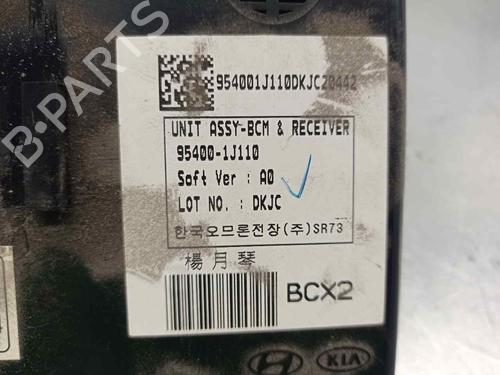 954001J110DKJC20442
UNIT ASSY-BCM & RECEIVER
95400-1J110
Soft Ver : A0
LOT NO. : DKJC
한국오므론전장(주)SR73
楊月琴
BCX2
KIA